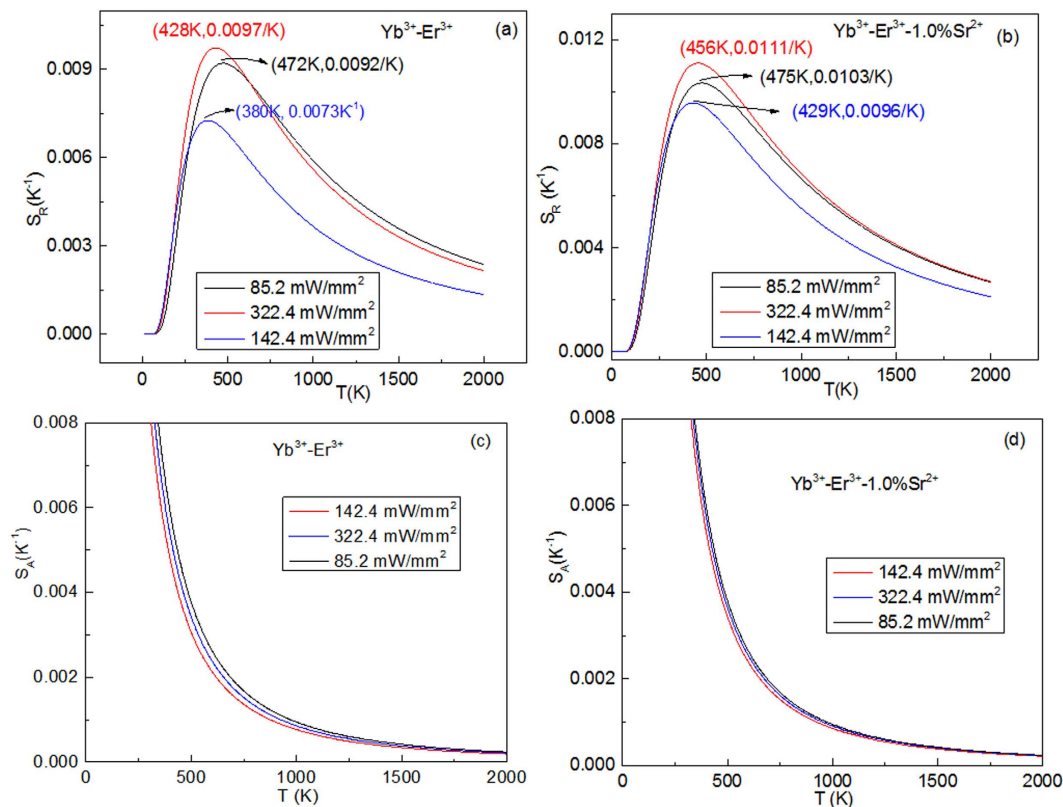 (428K,0.0097/K)
Yb³⁺-Er³⁺
(a)
(472K,0.0092/K)
(380K, 0.0073K¹)
0.009
0.006
0.003
0.000
S_R (K⁻¹)
85.2 mW/mm²
322.4 mW/mm²
142.4 mW/mm²
0 500 1000 1500 2000
T(K)
Yb³⁺-Er³⁺-1.0%Sr²⁺
(b)
(456K,0.0111/K)
(475K,0.0103/K)
(429K,0.0096/K)
0.012
0.008
0.004
0.000
S_R (K⁻¹)
85.2 mW/mm²
322.4 mW/mm²
142.4 mW/mm²
0 500 1000 1500 2000
T(K)
(c)
Yb³⁺-Er³⁺
0.008
0.006
0.004
0.002
0.000
S_A(K⁻¹)
142.4 mW/mm²
322.4 mW/mm²
85.2 mW/mm²
0 500 1000 1500 2000
T (K)
(d)
Yb³⁺-Er³⁺-1.0%Sr²⁺
0.008
0.006
0.004
0.002
0.000
S_A(K⁻¹)
142.4 mW/mm²
322.4 mW/mm²
85.2 mW/mm²
0 500 1000 1500 2000
T (K)